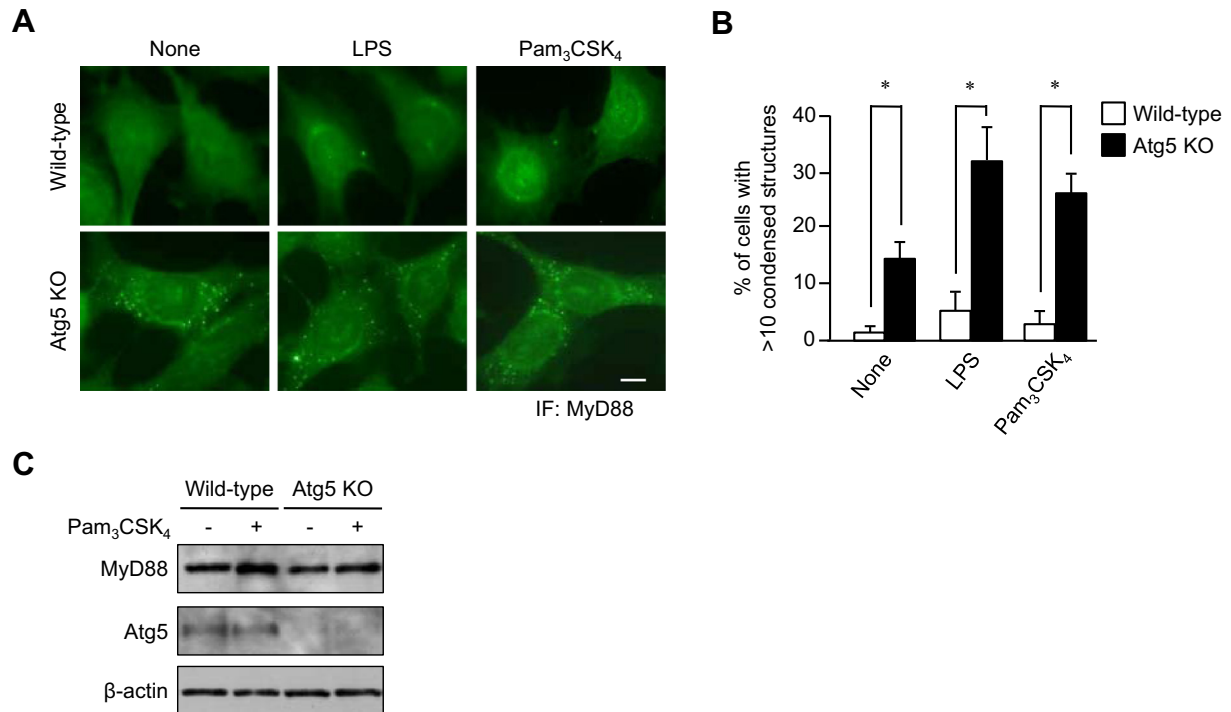 A
None LPS Pam₃CSK₄
Wild-type
Atg5 KO
IF: MyD88
B
* * *
Wild-type
Atg5 KO
% of cells with
>10 condensed structures
40
30
20
10
0
None LPS Pam₃CSK₄
C
Wild-type Atg5 KO
Pam₃CSK₄ - + - +
MyD88
Atg5
β-actin